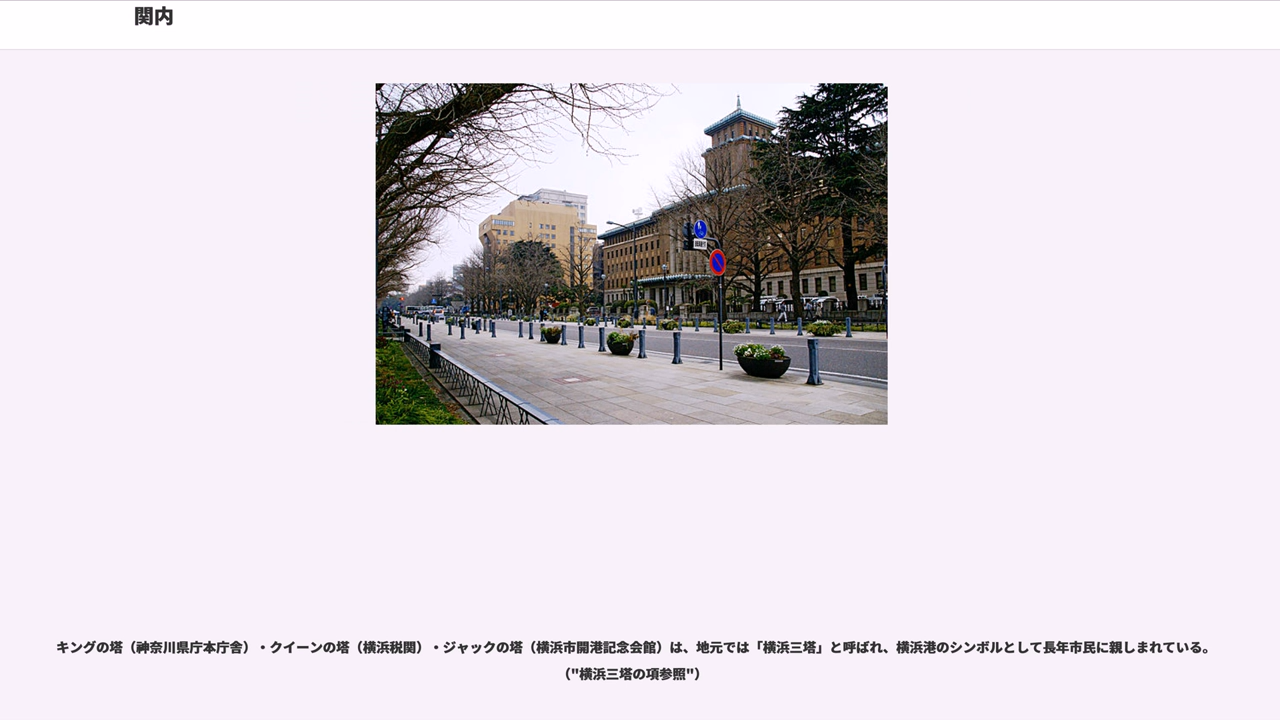 関内
キングの塔（神奈川県庁本庁舎）・クイーンの塔（横浜税関）・ジャックの塔（横浜市開港記念会館）は、地元では「横浜三塔」と呼ばれ、横浜港のシンボルとして長年市民に親しまれている。
（"横浜三塔の項参照"）